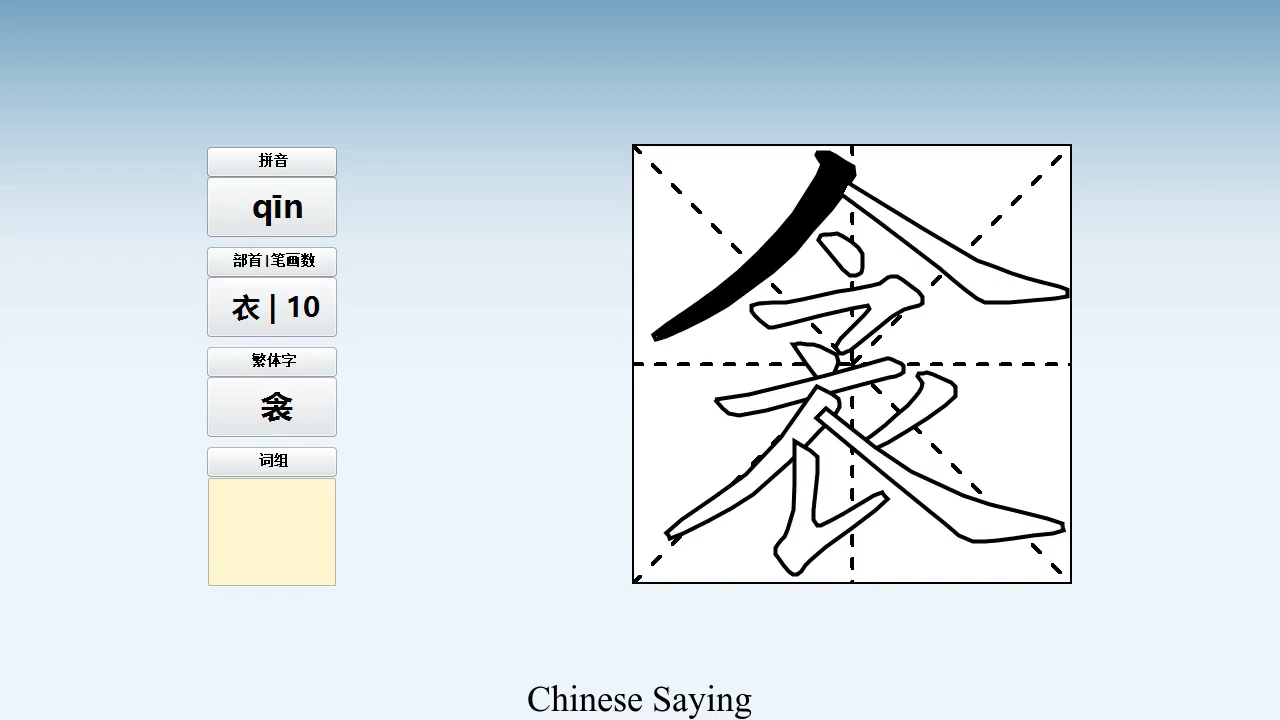 拼音
qīn
部首|笔画数
衣 | 10
繁体字
衾
词组
衾
Chinese Saying